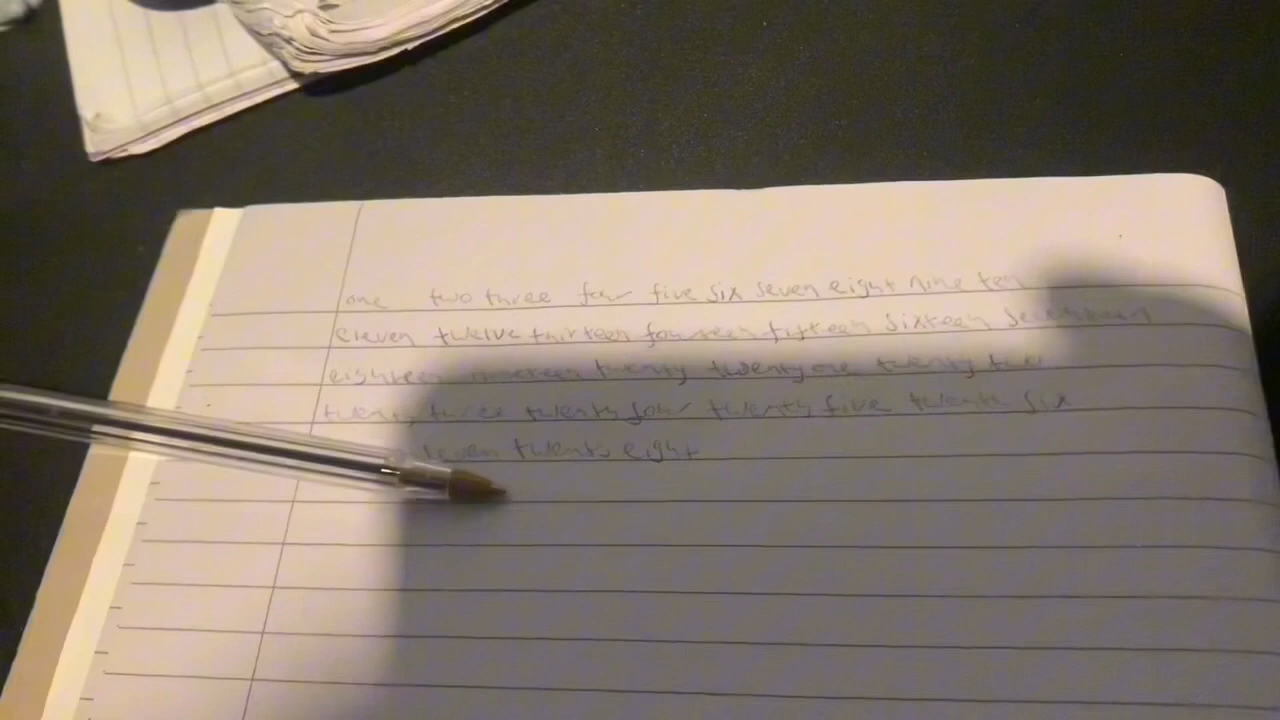 one two three four five six seven eight nine ten
eleven twelve thirteen fourteen fifteen sixteen seventeen
eighteen nineteen twenty twenty one twenty two
twenty three twenty four twenty five twenty six
seven twenty eight